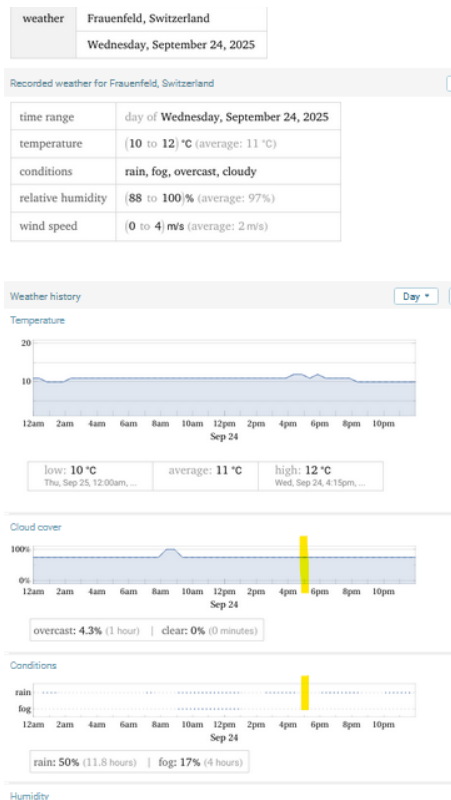 weather Frauenfeld, Switzerland
Wednesday, September 24, 2025
Recorded weather for Frauenfeld, Switzerland
time range day of Wednesday, September 24, 2025
temperature (10 to 12) °C (average: 11 °C)
conditions rain, fog, overcast, cloudy
relative humidity (88 to 100)% (average: 97%)
wind speed (0 to 4) m/s (average: 2 m/s)
Weather history Day
Temperature
20
10
12am 2am 4am 6am 8am 10am 12pm 2pm 4pm 6pm 8pm 10pm
Sep 24
low: 10 °C average: 11 °C high: 12 °C
Thu, Sep 25, 12:00am, ... Wed, Sep 24, 4:15pm, ...
Cloud cover
100%
0%
12am 2am 4am 6am 8am 10am 12pm 2pm 4pm 6pm 8pm 10pm
Sep 24
overcast: 4.3% (1 hour) | clear: 0% (0 minutes)
Conditions
rain
fog
12am 2am 4am 6am 8am 10am 12pm 2pm 4pm 6pm 8pm 10pm
Sep 24
rain: 50% (11.8 hours) | fog: 17% (4 hours)
Humidity